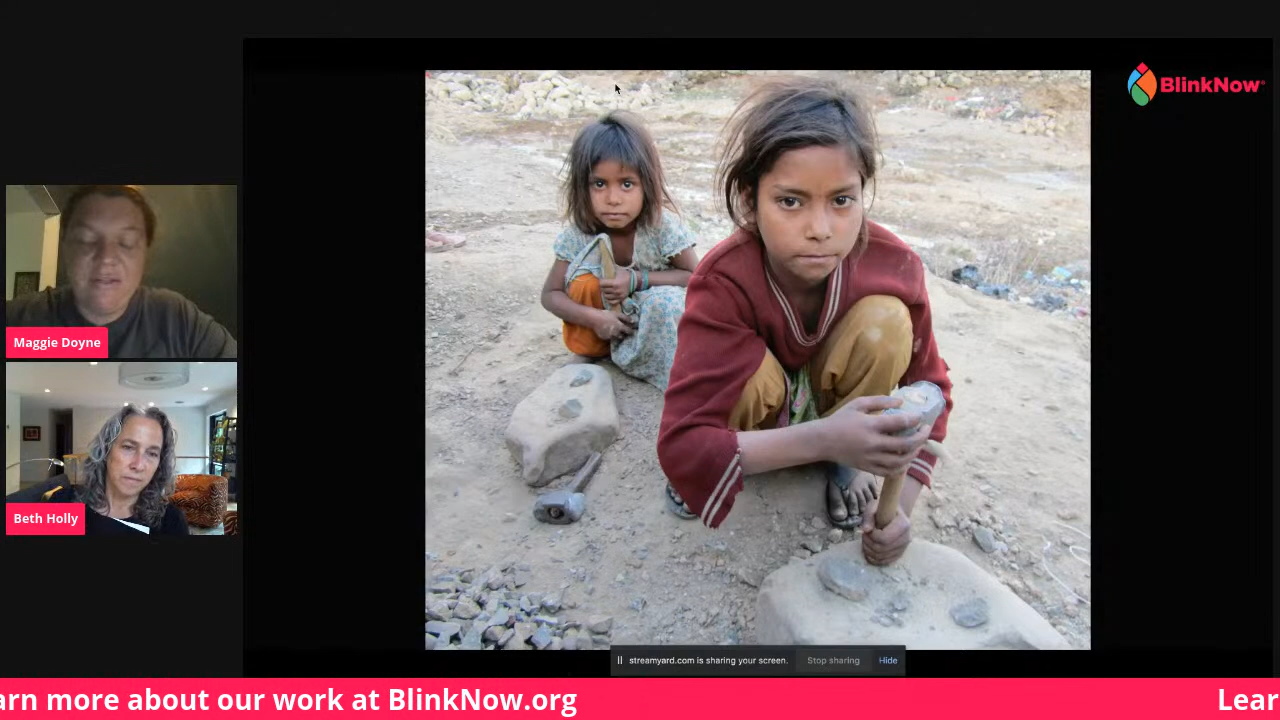 BlinkNow
Maggie Doyne
Beth Holly
streamyard.com is sharing your screen. Stop sharing Hide
arn more about our work at BlinkNow.org Lear